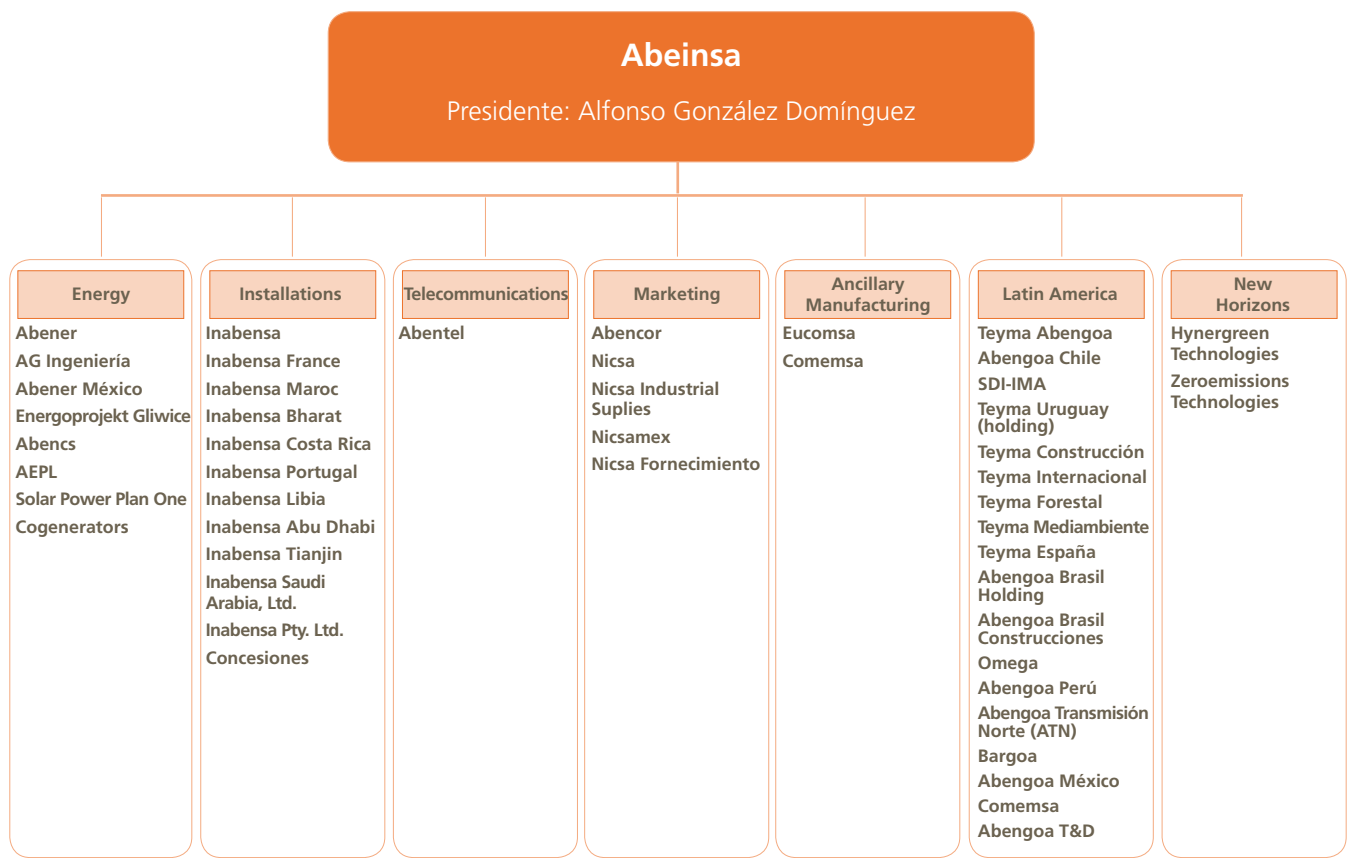 Abeinsa
Presidente: Alfonso González Domínguez
Energy
Abener
AG Ingeniería
Abener México
Energoprojekt Gliwice
Abencs
AEPL
Solar Power Plan One
Cogenerators
Installations
Inabensa
Inabensa France
Inabensa Maroc
Inabensa Bharat
Inabensa Costa Rica
Inabensa Portugal
Inabensa Libia
Inabensa Abu Dhabi
Inabensa Tianjin
Inabensa Saudi
Arabia, Ltd.
Inabensa Pty. Ltd.
Concesiones
Telecommunications
Abentel
Marketing
Abencor
Nicsa
Nicsa Industrial
Suplies
Nicsamex
Nicsa Fornecimiento
Ancillary
Manufacturing
Eucomsa
Comemsa
Latin America
Teyma Abengoa
Abengoa Chile
SDI-IMA
Teyma Uruguay
(holding)
Teyma Construcción
Teyma Internacional
Teyma Forestal
Teyma Mediambiente
Teyma España
Abengoa Brasil
Holding
Abengoa Brasil
Construcciones
Omega
Abengoa Perú
Abengoa Transmisión
Norte (ATN)
Bargoa
Abengoa México
Comemsa
Abengoa T&D
New
Horizons
Hynergreen
Technologies
Zeroemissions
Technologies